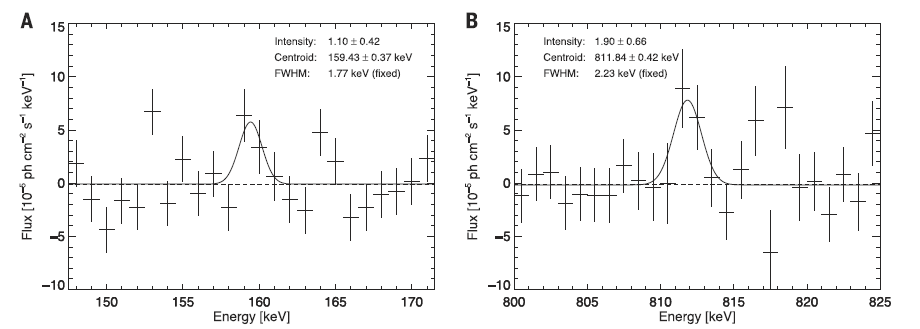 A
Intensity: 1.10 ± 0.42
Centroid: 159.43 ± 0.37 keV
FWHM: 1.77 keV (fixed)
Flux [10⁻⁵ ph cm⁻² s⁻¹ keV⁻¹]
15
10
5
0
−5
−10
150 155 160 165 170
Energy [keV]
B
Intensity: 1.90 ± 0.66
Centroid: 811.84 ± 0.42 keV
FWHM: 2.23 keV (fixed)
Flux [10⁻⁵ ph cm⁻² s⁻¹ keV⁻¹]
15
10
5
0
−5
−10
800 805 810 815 820 825
Energy [keV]